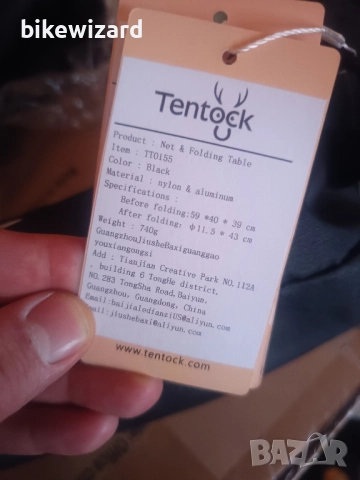 bikewizard
Tentock
Product : Net & Folding Table
Item : TT0155
Color : Black
Material : nylon & aluminum
Specifications :
Before folding:59 *40 * 39 cm
After folding: φ11.5 * 43 cm
Weight : 740g
GuangzhouJiusheBaxiguanggao
youxiangongsi
Add : Tianjian Creative Park NO.112A
, building 6 TongHe district,
NO.283 TongSha Road,Baiyun,
Guangzhou, Guangdong, China
Email:baijialedianziUS@aliyun.com
email:jiushebazi@aliyun.com
www.tentock.com
BAZAR